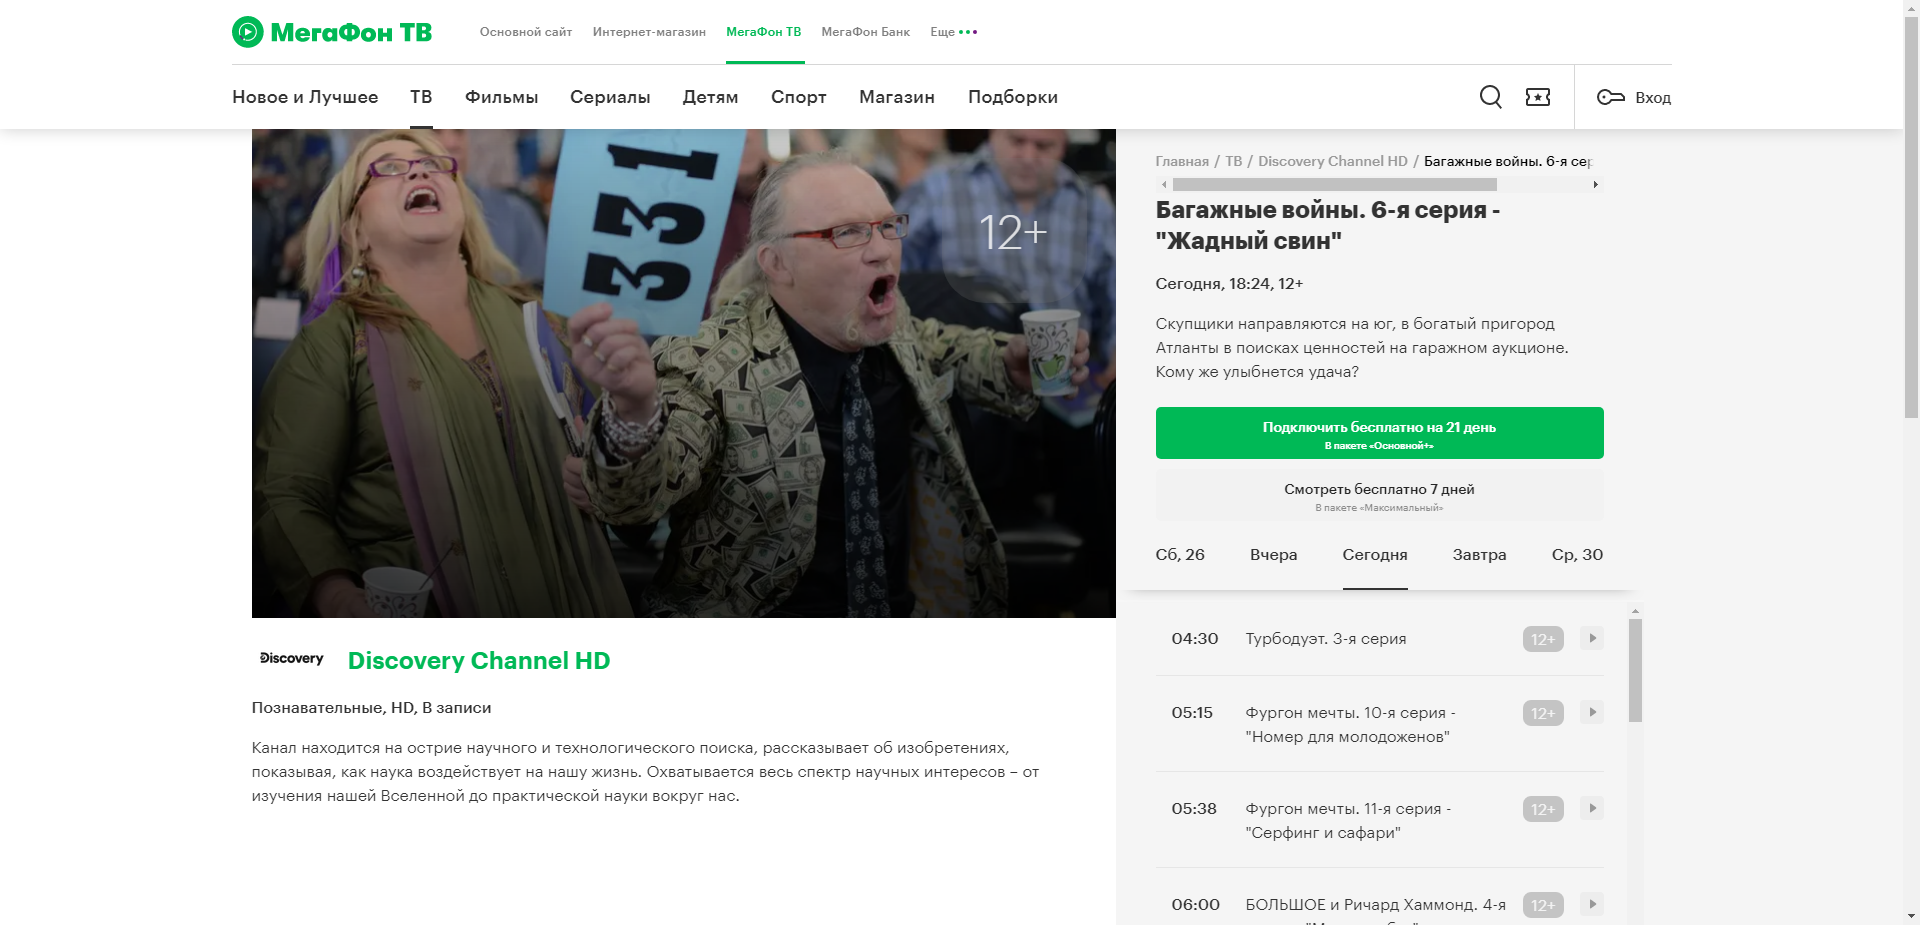 МегаФон ТВ
Основной сайт
Интернет-магазин
МегаФон ТВ
МегаФон Банк
Еще
Новое и Лучшее
ТВ
Фильмы
Сериалы
Детям
Спорт
Магазин
Подборки
Вход
331
12+
Discovery
Discovery Channel HD
Познавательные, HD, В записи
Канал находится на острие научного и технологического поиска, рассказывает об изобретениях,
показывая, как наука воздействует на нашу жизнь. Охватывается весь спектр научных интересов – от
изучения нашей Вселенной до практической науки вокруг нас.
Главная / ТВ / Discovery Channel HD / Багажные войны. 6-я сер
Багажные войны. 6-я серия -
"Жадный свин"
Сегодня, 18:24, 12+
Скупщики направляются на юг, в богатый пригород
Атланты в поисках ценностей на гаражном аукционе.
Кому же улыбнется удача?
Подключить бесплатно на 21 день
В пакете «Основной+»
Смотреть бесплатно 7 дней
В пакете «Максимальный»
Сб, 26
Вчера
Сегодня
Завтра
Ср, 30
04:30 Турбодуэт. 3-я серия 12+
05:15 Фургон мечты. 10-я серия - 12+
"Номер для молодоженов"
05:38 Фургон мечты. 11-я серия - 12+
"Серфинг и сафари"
06:00 БОЛЬШОЕ и Ричард Хаммонд. 4-я 12+